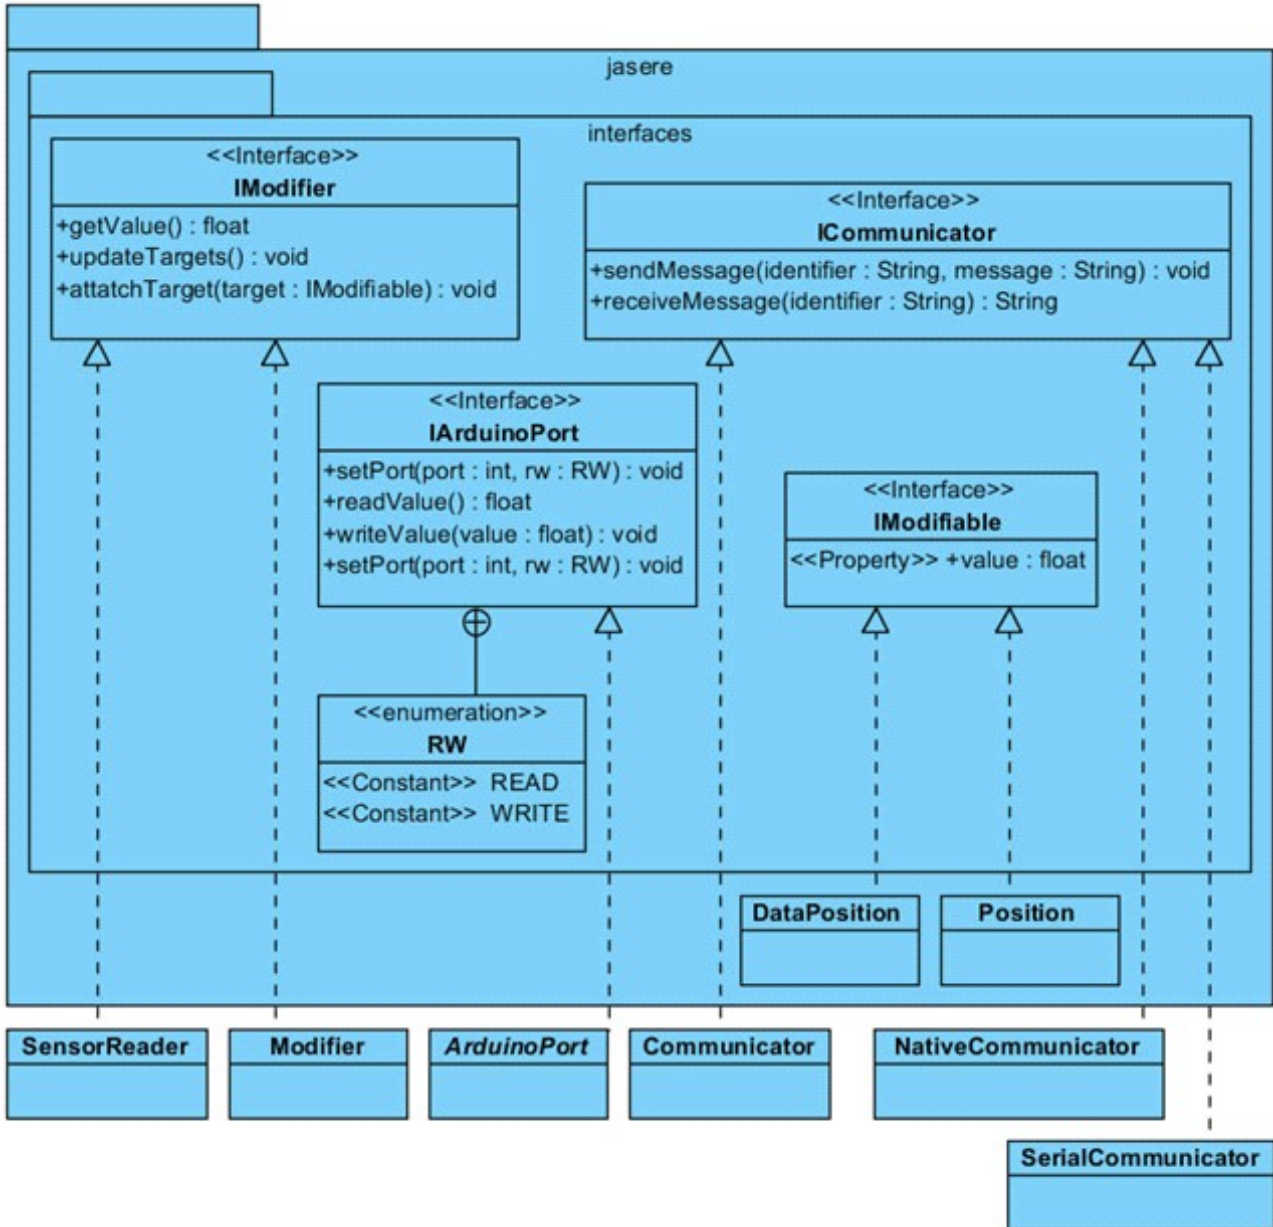 jasere
interfaces
<<Interface>>
IModifier
+getValue() : float
+updateTargets() : void
+attatchTarget(target : IModifiable) : void
<<Interface>>
ICommunicator
+sendMessage(identifier : String, message : String) : void
+receiveMessage(identifier : String) : String
<<Interface>>
IArduinoPort
+setPort(port : int, rw : RW) : void
+readValue() : float
+writeValue(value : float) : void
+setPort(port : int, rw : RW) : void
<<Interface>>
IModifiable
<<Property>> +value : float
<<enumeration>>
RW
<<Constant>> READ
<<Constant>> WRITE
DataPosition
Position
SensorReader
Modifier
ArduinoPort
Communicator
NativeCommunicator
SerialCommunicator